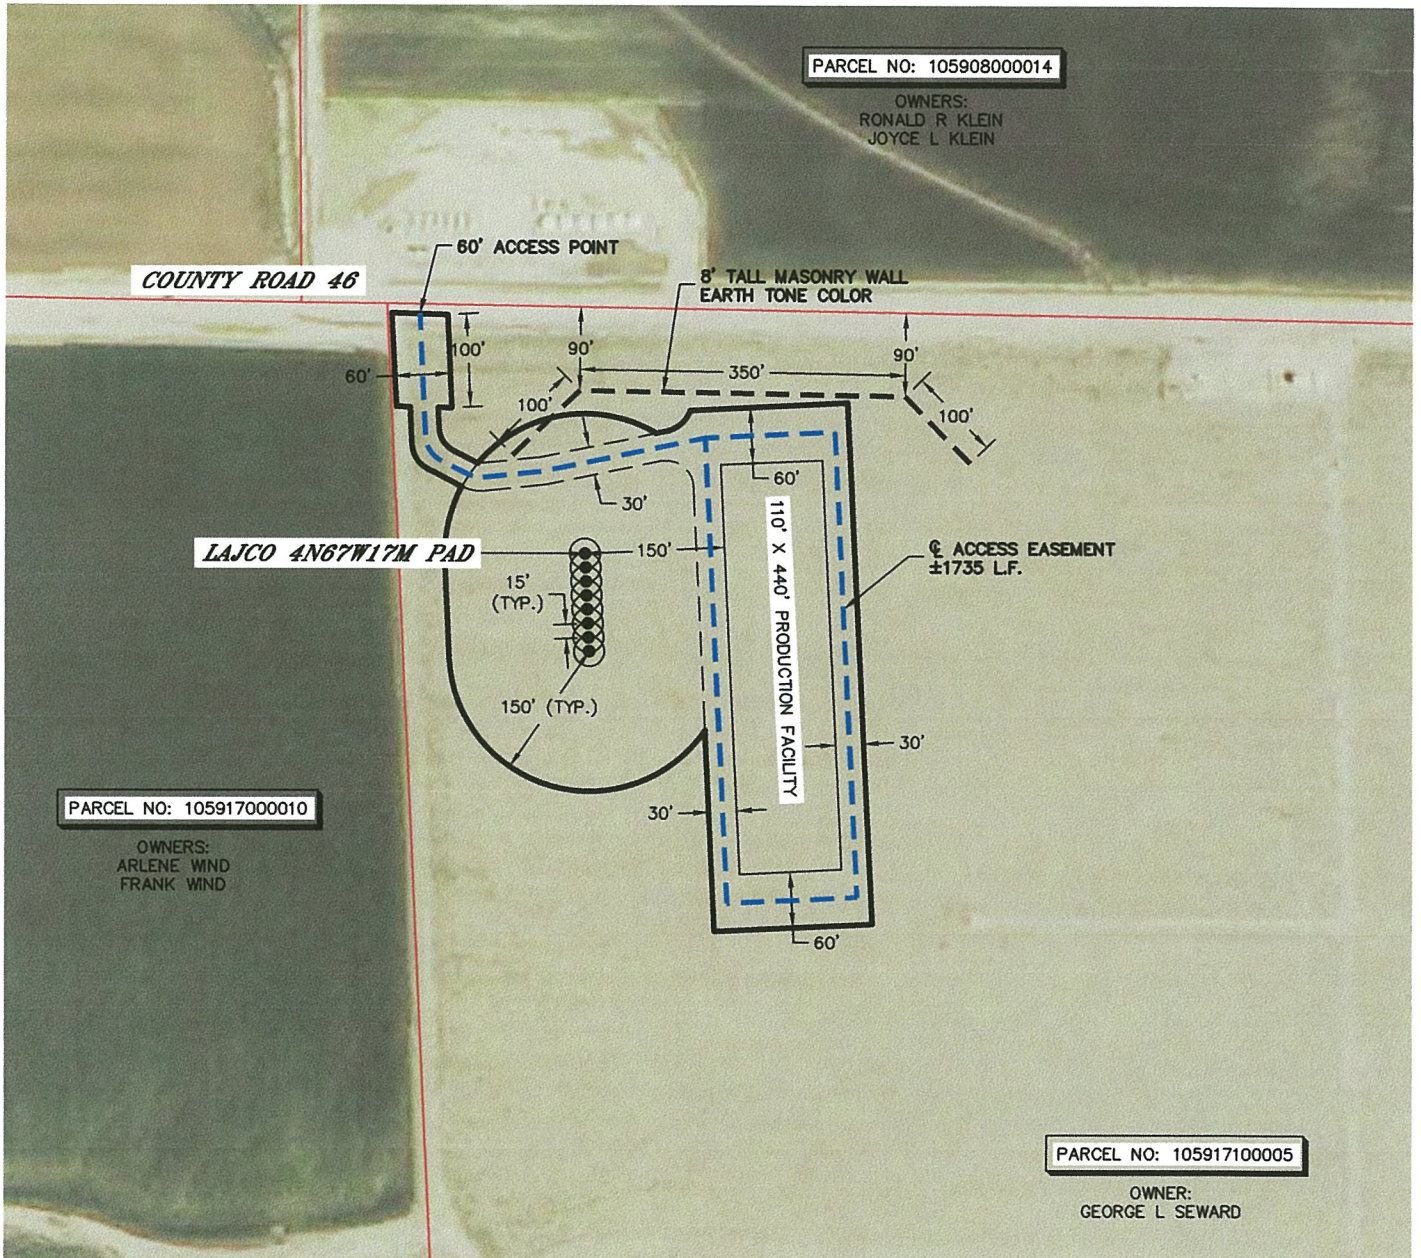 PARCEL NO: 105908000014
OWNERS:
RONALD R KLEIN
JOYCE L KLEIN
60' ACCESS POINT
COUNTY ROAD 46
8' TALL MASONRY WALL
EARTH TONE COLOR
100'
90'
90'
60'
350'
100'
100'
60'
30'
LAJCO 4N67W17M PAD
150'
110' X 440' PRODUCTION FACILITY
℄ ACCESS EASEMENT
±1735 L.F.
15'
(TYP.)
150' (TYP.)
30'
30'
PARCEL NO: 105917000010
OWNERS:
ARLENE WIND
FRANK WIND
60'
PARCEL NO: 105917100005
OWNER:
GEORGE L SEWARD